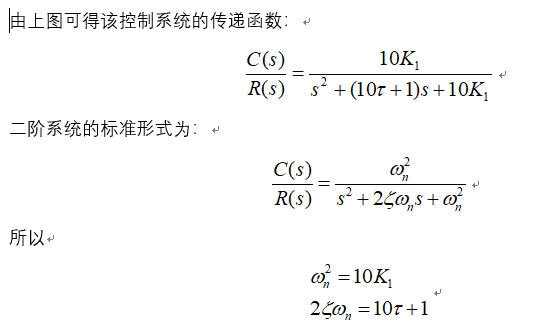 由上图可得该控制系统的传递函数：
C(s)/R(s) = 10K₁/(s² + (10τ + 1)s + 10K₁)
二阶系统的标准形式为：
C(s)/R(s) = ωₙ²/(s² + 2ζωₙs + ωₙ²)
所以
ωₙ² = 10K₁
2ζωₙ = 10τ + 1